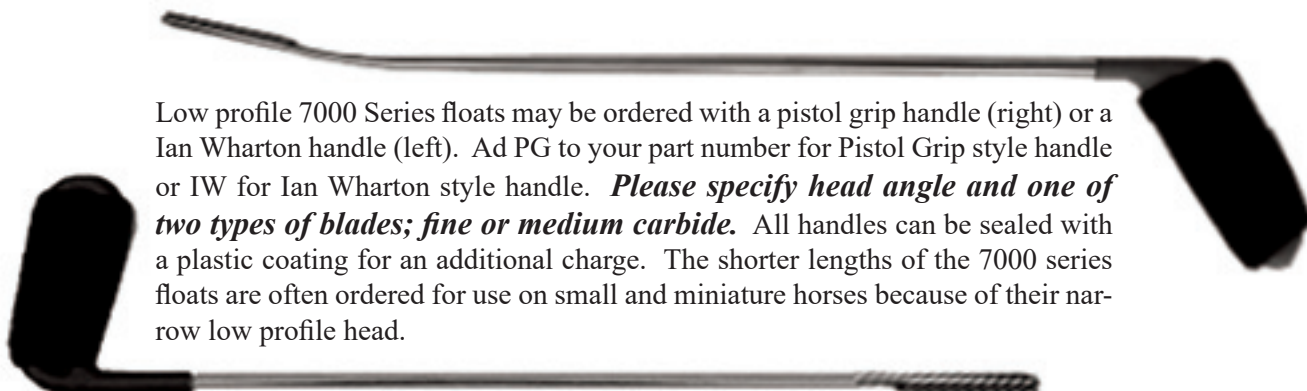 Low profile 7000 Series floats may be ordered with a pistol grip handle (right) or a
Ian Wharton handle (left). Ad PG to your part number for Pistol Grip style handle
or IW for Ian Wharton style handle. Please specify head angle and one of
two types of blades; fine or medium carbide. All handles can be sealed with
a plastic coating for an additional charge. The shorter lengths of the 7000 series
floats are often ordered for use on small and miniature horses because of their nar-
row low profile head.